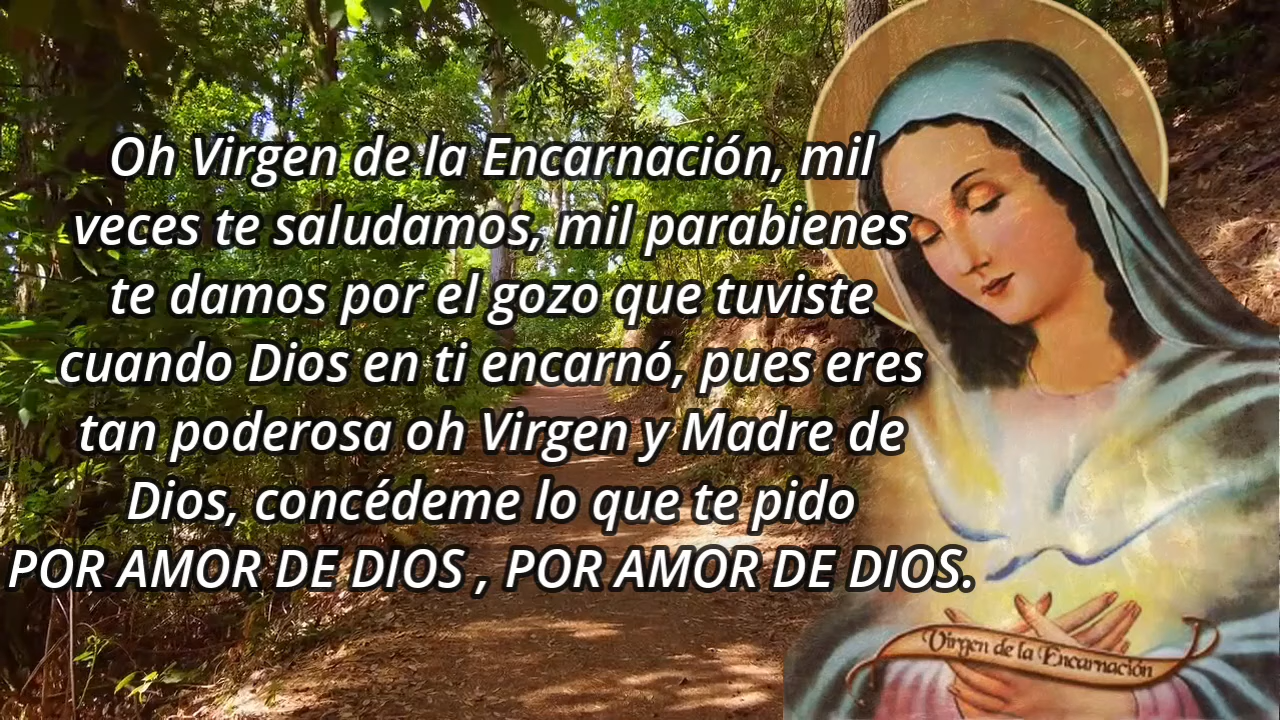 Oh Virgen de la Encarnación, mil
veces te saludamos, mil parabienes
te damos por el gozo que tuviste
cuando Dios en ti encarnó, pues eres
tan poderosa oh Virgen y Madre de
Dios, concédeme lo que te pido
POR AMOR DE DIOS , POR AMOR DE DIOS.
Virgen de la Encarnación